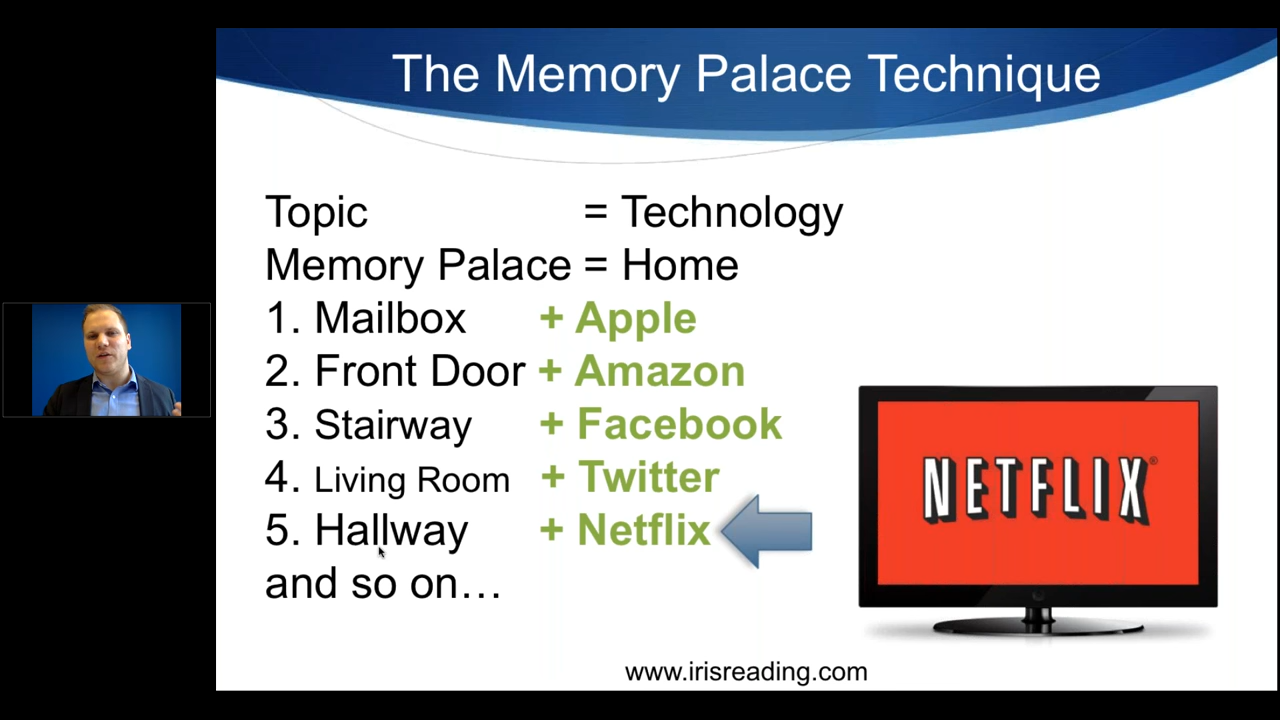 The Memory Palace Technique
Topic = Technology
Memory Palace = Home
1. Mailbox + Apple
2. Front Door + Amazon
3. Stairway + Facebook
4. Living Room + Twitter
5. Hallway + Netflix
and so on…
NETFLIX®
www.irisreading.com